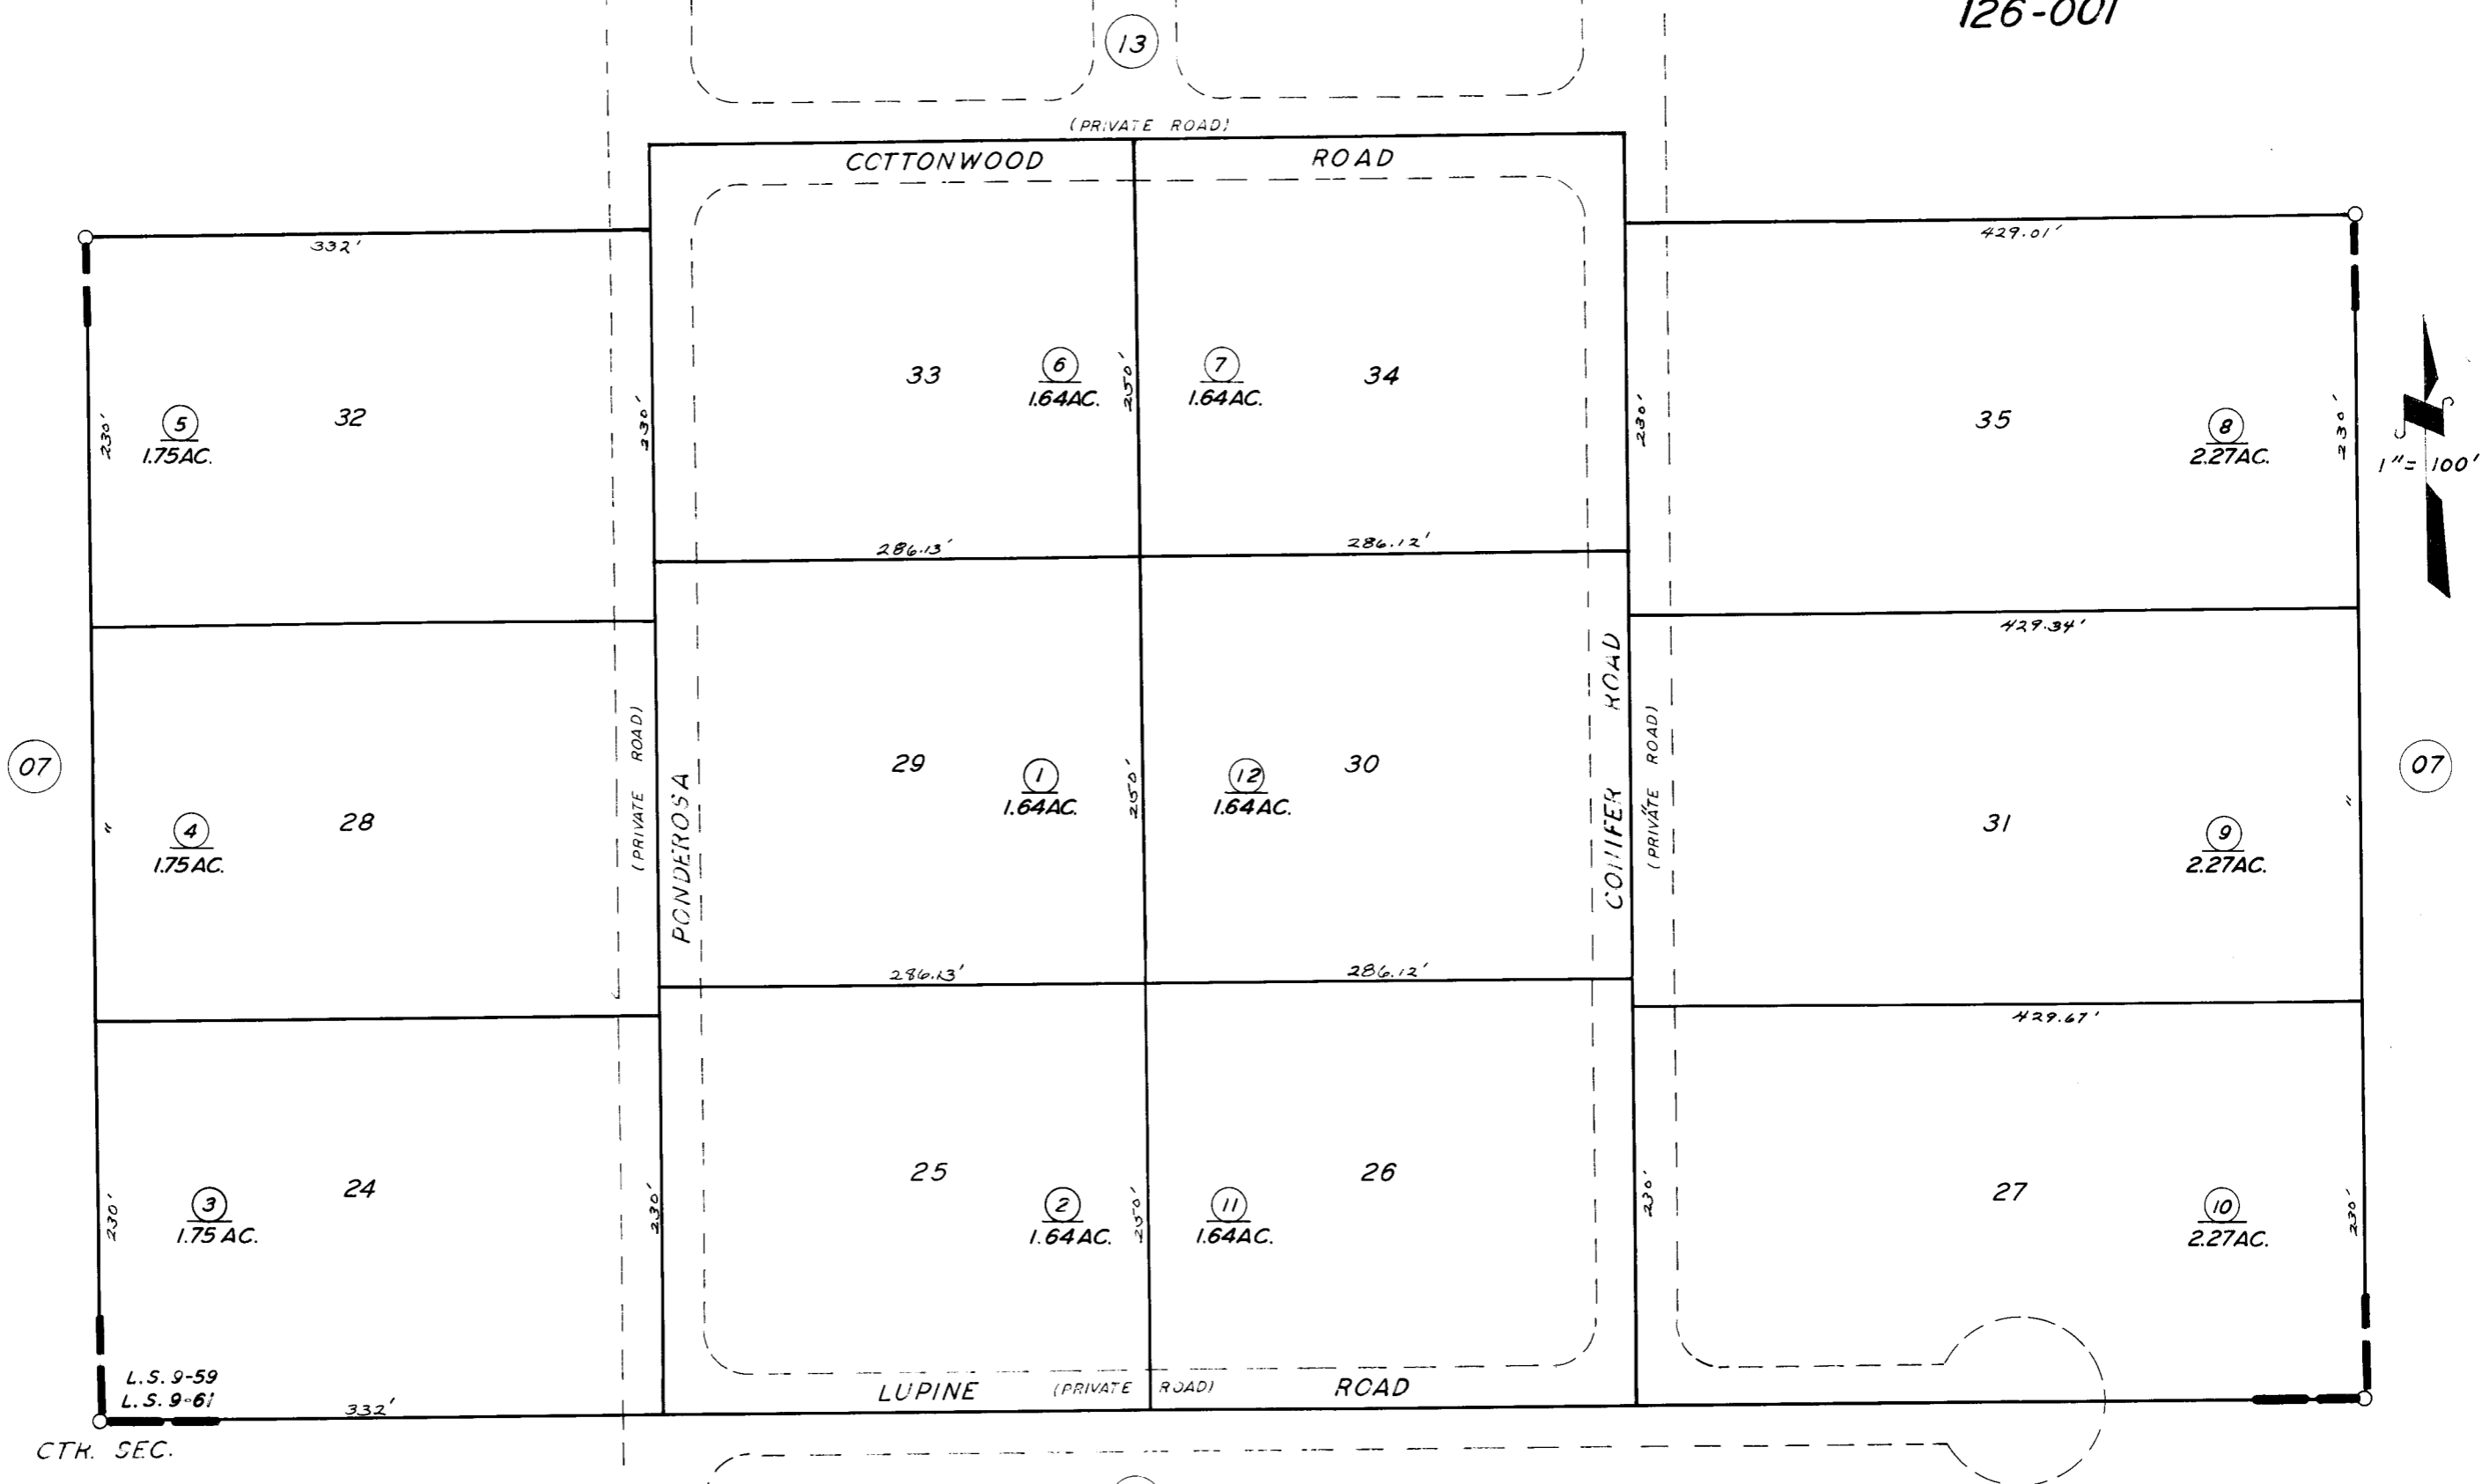 126-001
13
(PRIVATE ROAD)
COTTONWOOD ROAD
332'
429.01'
33
6
1.64AC.
250'
7
1.64AC.
34
230'
5
1.75AC.
32
230'
230'
35
8
2.27AC.
230'
1"= 100'
286.13'
286.12'
429.34'
07
"
4
1.75AC.
28
(PRIVATE ROAD)
PONDEROSA
29
1
1.64AC.
250'
12
1.64AC.
30
CONIFER ROAD
"
(PRIVATE ROAD)
31
9
2.27AC.
"
07
286.13'
286.12'
429.67'
230'
3
1.75 AC.
24
230'
25
2
1.64AC.
250'
11
1.64AC.
26
230'
27
10
2.27AC.
230'
L.S. 9-59
L.S. 9-61
332'
LUPINE (PRIVATE ROAD) ROAD
CTR. SEC.